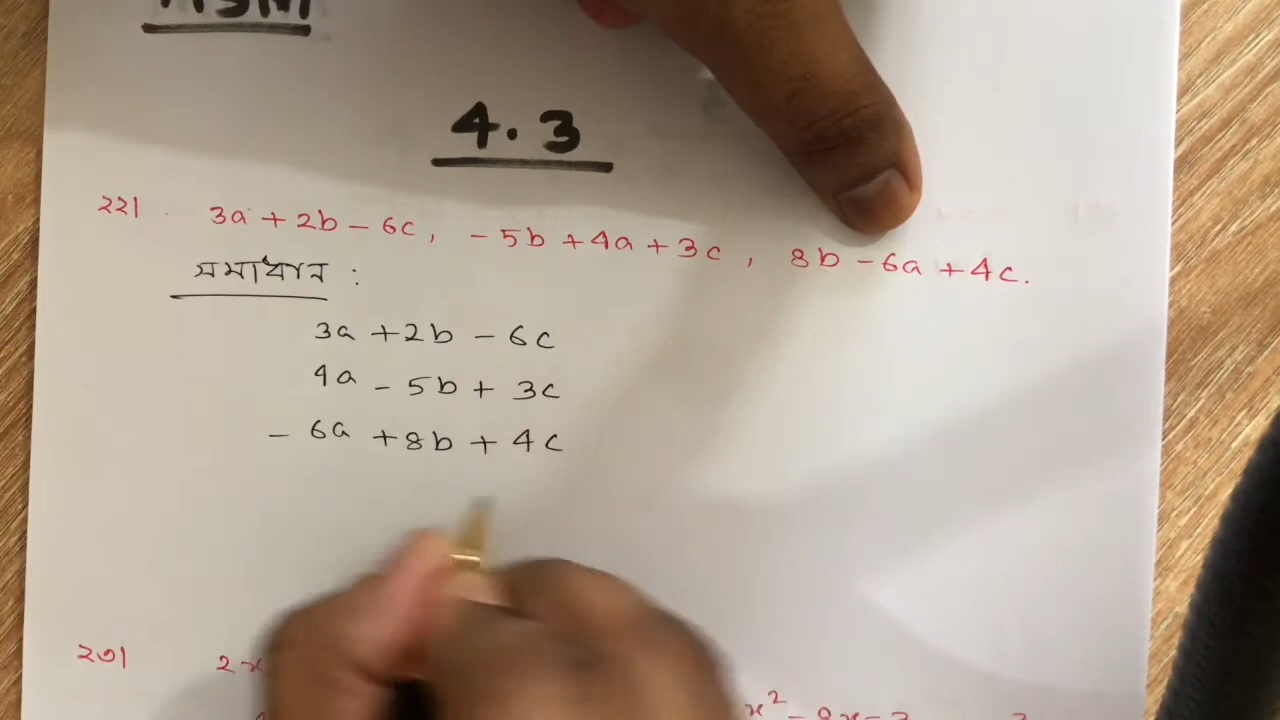 4.3
২২। 3a + 2b - 6c, -5b + 4a + 3c, 8b - 6a + 4c.
সমাধান :
3a + 2b - 6c
4a - 5b + 3c
- 6a + 8b + 4c
২৩।